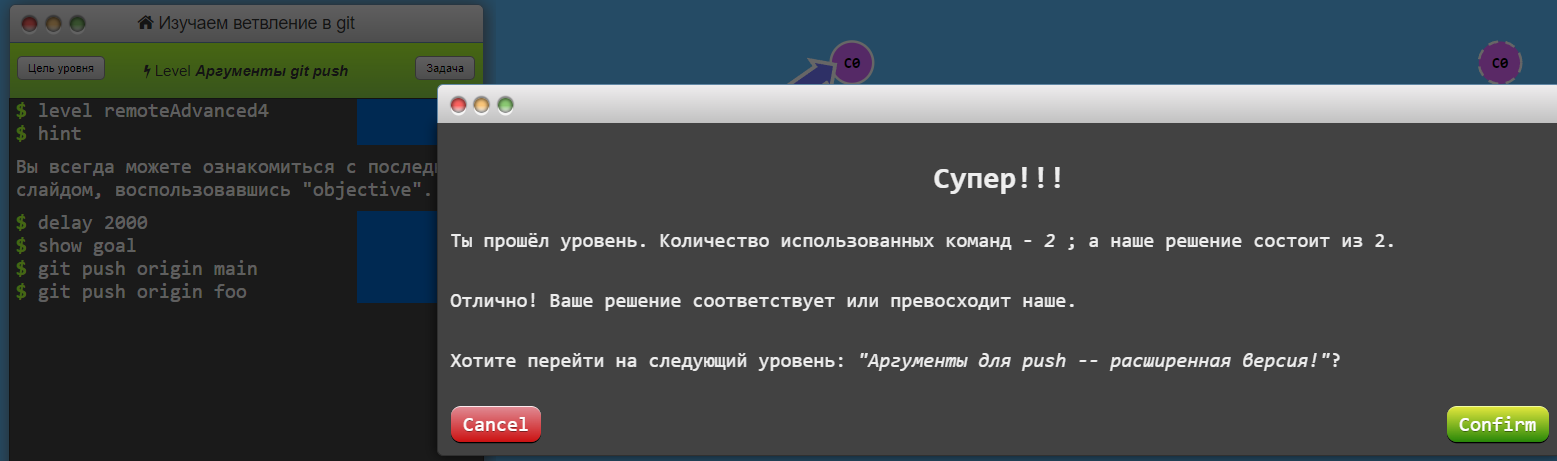 Изучаем ветвление в git
Цель уровня
Level Аргументы git push
Задача
$ level remoteAdvanced4
$ hint
Вы всегда можете ознакомиться с
слайдом, воспользовавшись "objective".
$ delay 2000
$ show goal
$ git push origin main
$ git push origin foo
C0
C0
Супер!!!
Ты прошёл уровень. Количество использованных команд - 2 ; а наше решение состоит из 2.
Отлично! Ваше решение соответствует или превосходит наше.
Хотите перейти на следующий уровень: "Аргументы для push -- расширенная версия!"?
Cancel
Confirm